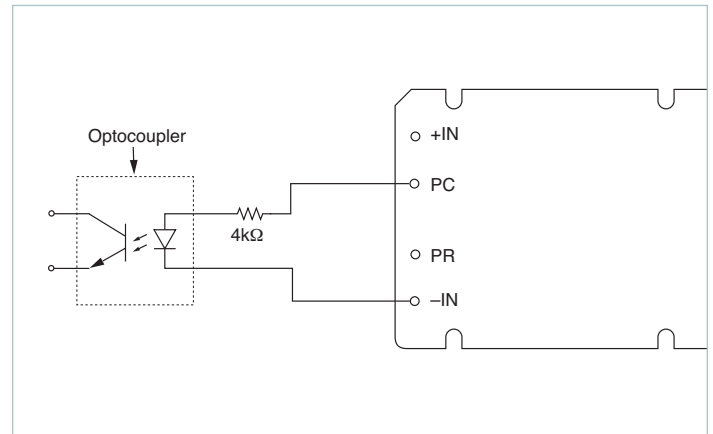 Optocoupler
4kΩ
+IN
PC
PR
–IN